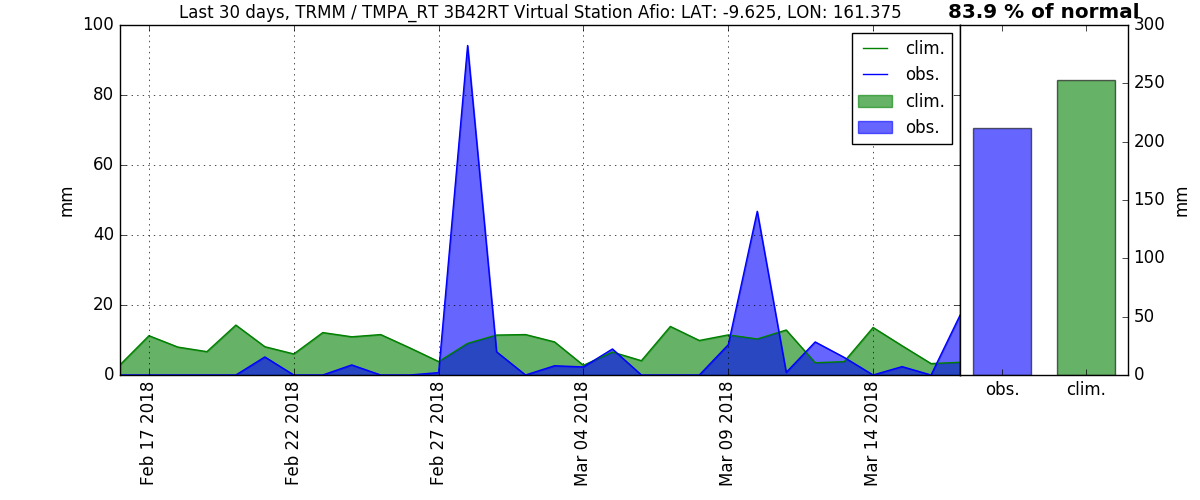 Last 30 days, TRMM / TMPA_RT 3B42RT Virtual Station Afio: LAT: -9.625, LON: 161.375
83.9 % of normal
100
80
60
40
20
0
mm
clim.
obs.
clim.
obs.
300
250
200
150
100
50
0
mm
Feb 17 2018
Feb 22 2018
Feb 27 2018
Mar 04 2018
Mar 09 2018
Mar 14 2018
obs.
clim.